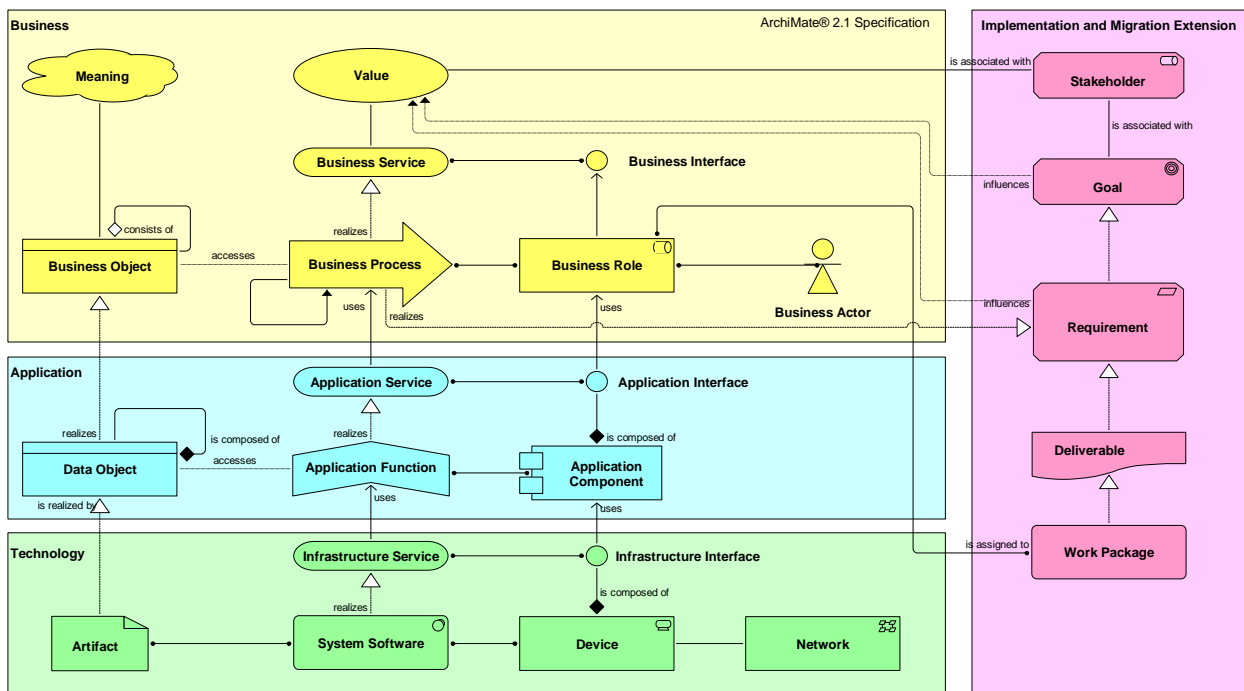 Business
ArchiMate® 2.1 Specification
Implementation and Migration Extension
Meaning
Value
is associated with
Stakeholder
is associated with
Business Service
Business Interface
influences
Goal
consists of
realizes
accesses
Business Object
Business Process
Business Role
uses
realizes
uses
Business Actor
influences
Requirement
Application
Application Service
Application Interface
realizes
is composed of
realizes
is composed of
accesses
Data Object
Application Function
Application
Component
Deliverable
is realized by
uses
uses
Technology
Infrastructure Service
Infrastructure Interface
is assigned to
Work Package
realizes
is composed of
Artifact
System Software
Device
Network